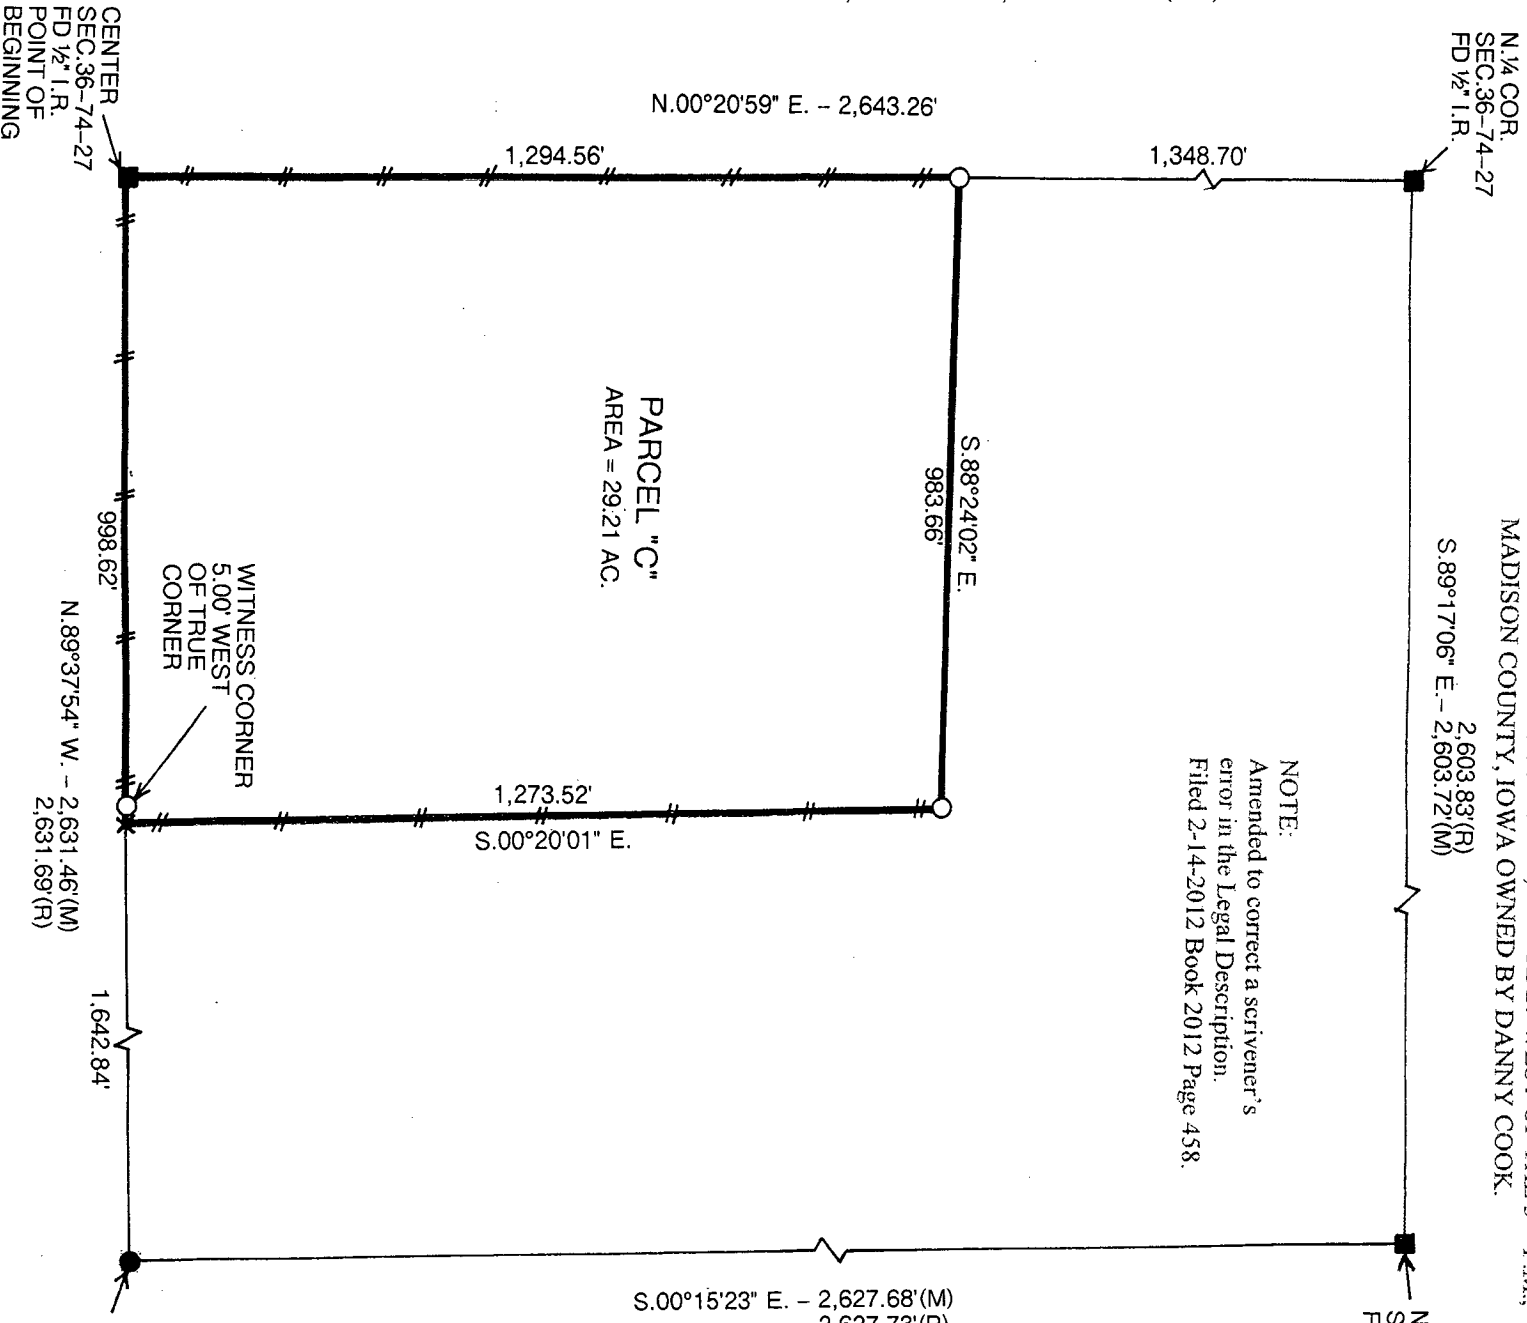 MADISON COUNTY, IOWA OWNED BY DANNY COOK.
N.¼ COR.
SEC.36–74–27
FD ½" I.R.
2,603.83'(R)
S.89°17'06" E.– 2,603.72'(M)
N.00°20'59" E. – 2,643.26'
1,348.70'
1,294.56'
NOTE:
Amended to correct a scrivener's
error in the Legal Description.
Filed 2-14-2012 Book 2012 Page 458.
S.88°24'02" E.
983.66'
PARCEL "C"
AREA = 29.21 AC.
1,273.52'
S.00°20'01" E.
S.00°15'23" E. – 2,627.68'(M)
2,627.73'(R)
WITNESS CORNER
5.00' WEST
OF TRUE
CORNER
CENTER
SEC.36–74–27
FD ½" I.R.
POINT OF
BEGINNING
998.62'
1,642.84'
N.89°37'54" W. – 2,631.46'(M)
2,631.69'(R)